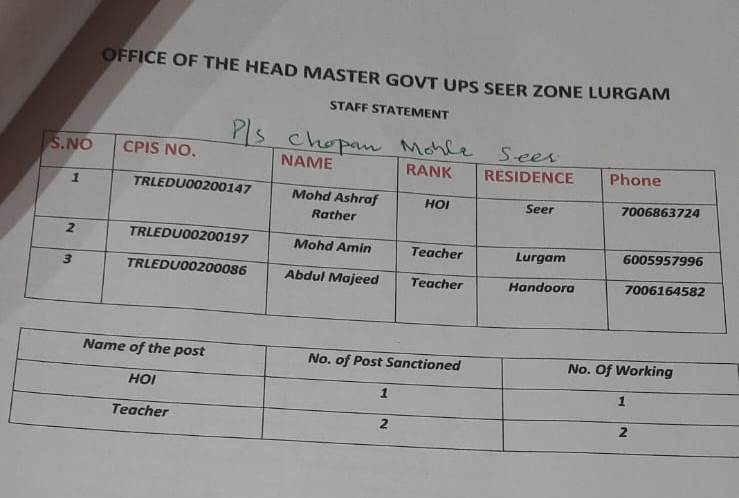 OFFICE OF THE HEAD MASTER GOVT UPS SEER ZONE LURGAM
STAFF STATEMENT
P/s Chopan Mohla Seer
S.NO CPIS NO. NAME RANK RESIDENCE Phone
1 TRLEDU00200147 Mohd Ashraf Rather HOI Seer 7006863724
2 TRLEDU00200197 Mohd Amin Teacher Lurgam 6005957996
3 TRLEDU00200086 Abdul Majeed Teacher Handoora 7006164582
Name of the post No. of Post Sanctioned No. Of Working
HOI 1 1
Teacher 2 2